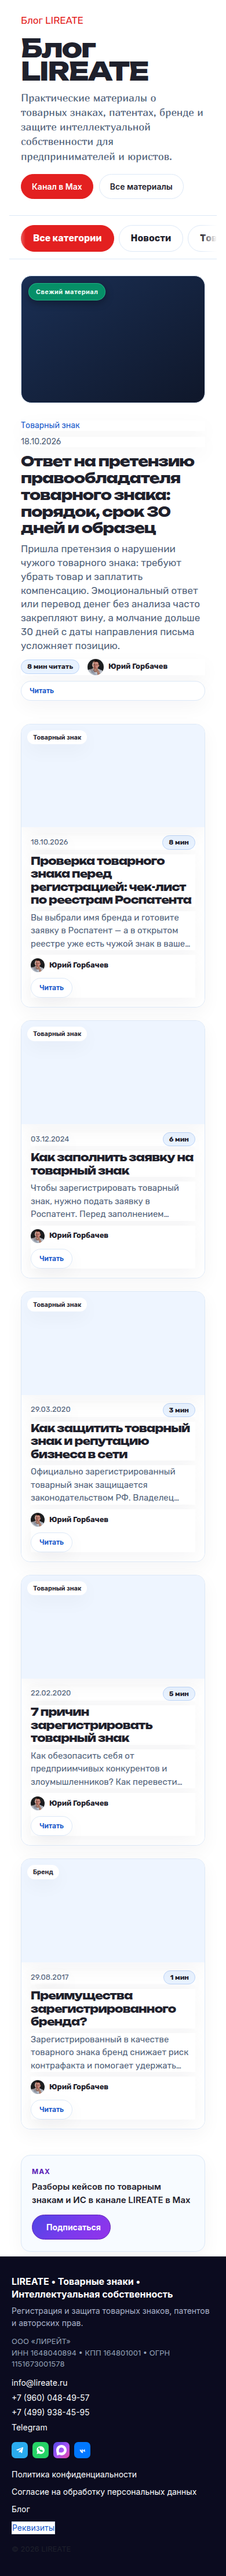 Блог LIREATE
Блог
LIREATE
Практические материалы о
товарных знаках, патентах, бренде и
защите интеллектуальной
собственности для
предпринимателей и юристов.
Канал в Max
Все материалы
Все категории
Новости
Тов
Свежий материал
Товарный знак
18.10.2026
Ответ на претензию
правообладателя
товарного знака:
порядок, срок 30
дней и образец
Пришла претензия о нарушении
чужого товарного знака: требуют
убрать товар и заплатить
компенсацию. Эмоциональный ответ
или перевод денег без анализа часто
закрепляют вину, а молчание дольше
30 дней с даты направления письма
усложняет позицию.
8 мин читать
Юрий Горбачев
Читать
Товарный знак
18.10.2026
8 мин
Проверка товарного
знака перед
регистрацией: чек-лист
по реестрам Роспатента
Вы выбрали имя бренда и готовите
заявку в Роспатент — а в открытом
реестре уже есть чужой знак в ваше…
Юрий Горбачев
Читать
Товарный знак
03.12.2024
6 мин
Как заполнить заявку на
товарный знак
Чтобы зарегистрировать товарный
знак, нужно подать заявку в
Роспатент. Перед заполнением…
Юрий Горбачев
Читать
Товарный знак
29.03.2020
3 мин
Как защитить товарный
знак и репутацию
бизнеса в сети
Официально зарегистрированный
товарный знак защищается
законодательством РФ. Владелец…
Юрий Горбачев
Читать
Товарный знак
22.02.2020
5 мин
7 причин
зарегистрировать
товарный знак
Как обезопасить себя от
предприимчивых конкурентов и
злоумышленников? Как перевести…
Юрий Горбачев
Читать
Бренд
29.08.2017
1 мин
Преимущества
зарегистрированного
бренда?
Зарегистрированный в качестве
товарного знака бренд снижает риск
контрафакта и помогает удержать…
Юрий Горбачев
Читать
MAX
Разборы кейсов по товарным
знакам и ИС в канале LIREATE в Max
Подписаться
LIREATE • Товарные знаки •
Интеллектуальная собственность
Регистрация и защита товарных знаков, патентов
и авторских прав.
ООО «ЛИРЕЙТ»
ИНН 1648040894 • КПП 164801001 • ОГРН
1151673001578
info@lireate.ru
+7 (960) 048-49-57
+7 (499) 938-45-95
Telegram
Политика конфиденциальности
Согласие на обработку персональных данных
Блог
Реквизиты
© 2026 LIREATE